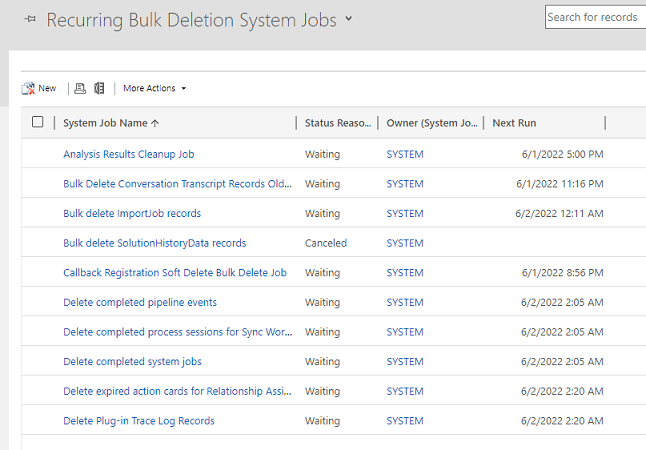 Recurring Bulk Deletion System Jobs
Search for records
New
More Actions
System Job Name Status Reaso... Owner (System Jo... Next Run
Analysis Results Cleanup Job Waiting SYSTEM 6/1/2022 5:00 PM
Bulk Delete Conversation Transcript Records Old... Waiting SYSTEM 6/1/2022 11:16 PM
Bulk delete ImportJob records Waiting SYSTEM 6/2/2022 12:11 AM
Bulk delete SolutionHistoryData records Canceled SYSTEM
Callback Registration Soft Delete Bulk Delete Job Waiting SYSTEM 6/1/2022 8:56 PM
Delete completed pipeline events Waiting SYSTEM 6/2/2022 2:05 AM
Delete completed process sessions for Sync Wor... Waiting SYSTEM 6/2/2022 2:05 AM
Delete completed system jobs Waiting SYSTEM 6/2/2022 2:05 AM
Delete expired action cards for Relationship Assi... Waiting SYSTEM 6/2/2022 2:20 AM
Delete Plug-in Trace Log Records Waiting SYSTEM 6/2/2022 2:20 AM